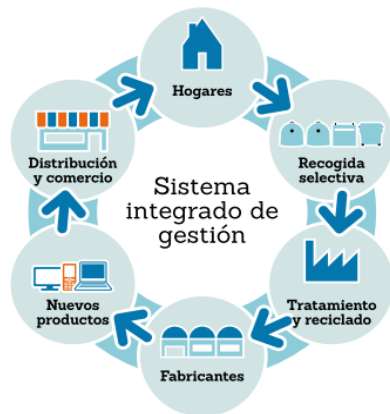 Hogares
Distribución
y comercio
Recogida
selectiva
Sistema
integrado de
gestión
Nuevos
productos
Tratamiento
y reciclado
Fabricantes